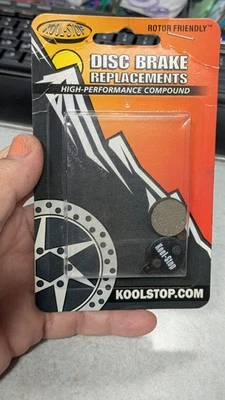 KOOL-STOP
ROTOR FRIENDLY™
DISC BRAKE
REPLACEMENTS
HIGH-PERFORMANCE COMPOUND
Kool-Stop
KOOLSTOP.COM